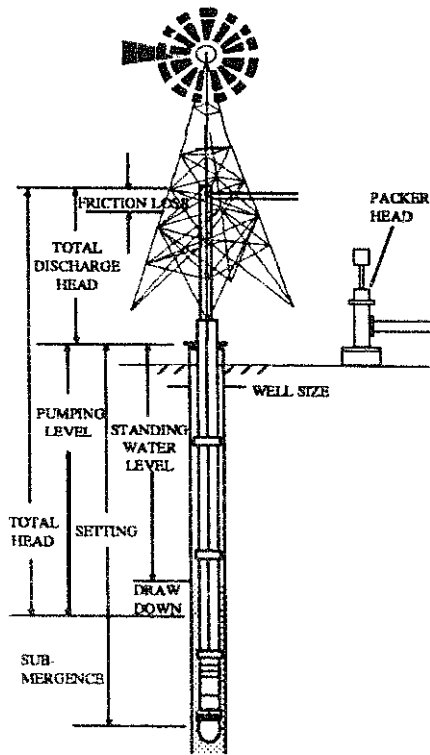 FRICTION LOSS
PACKER
HEAD
TOTAL
DISCHARGE
HEAD
WELL SIZE
PUMPING
LEVEL
STANDING
WATER
LEVEL
TOTAL
HEAD
SETTING
DRAW
DOWN
SUB-
MERGENCE